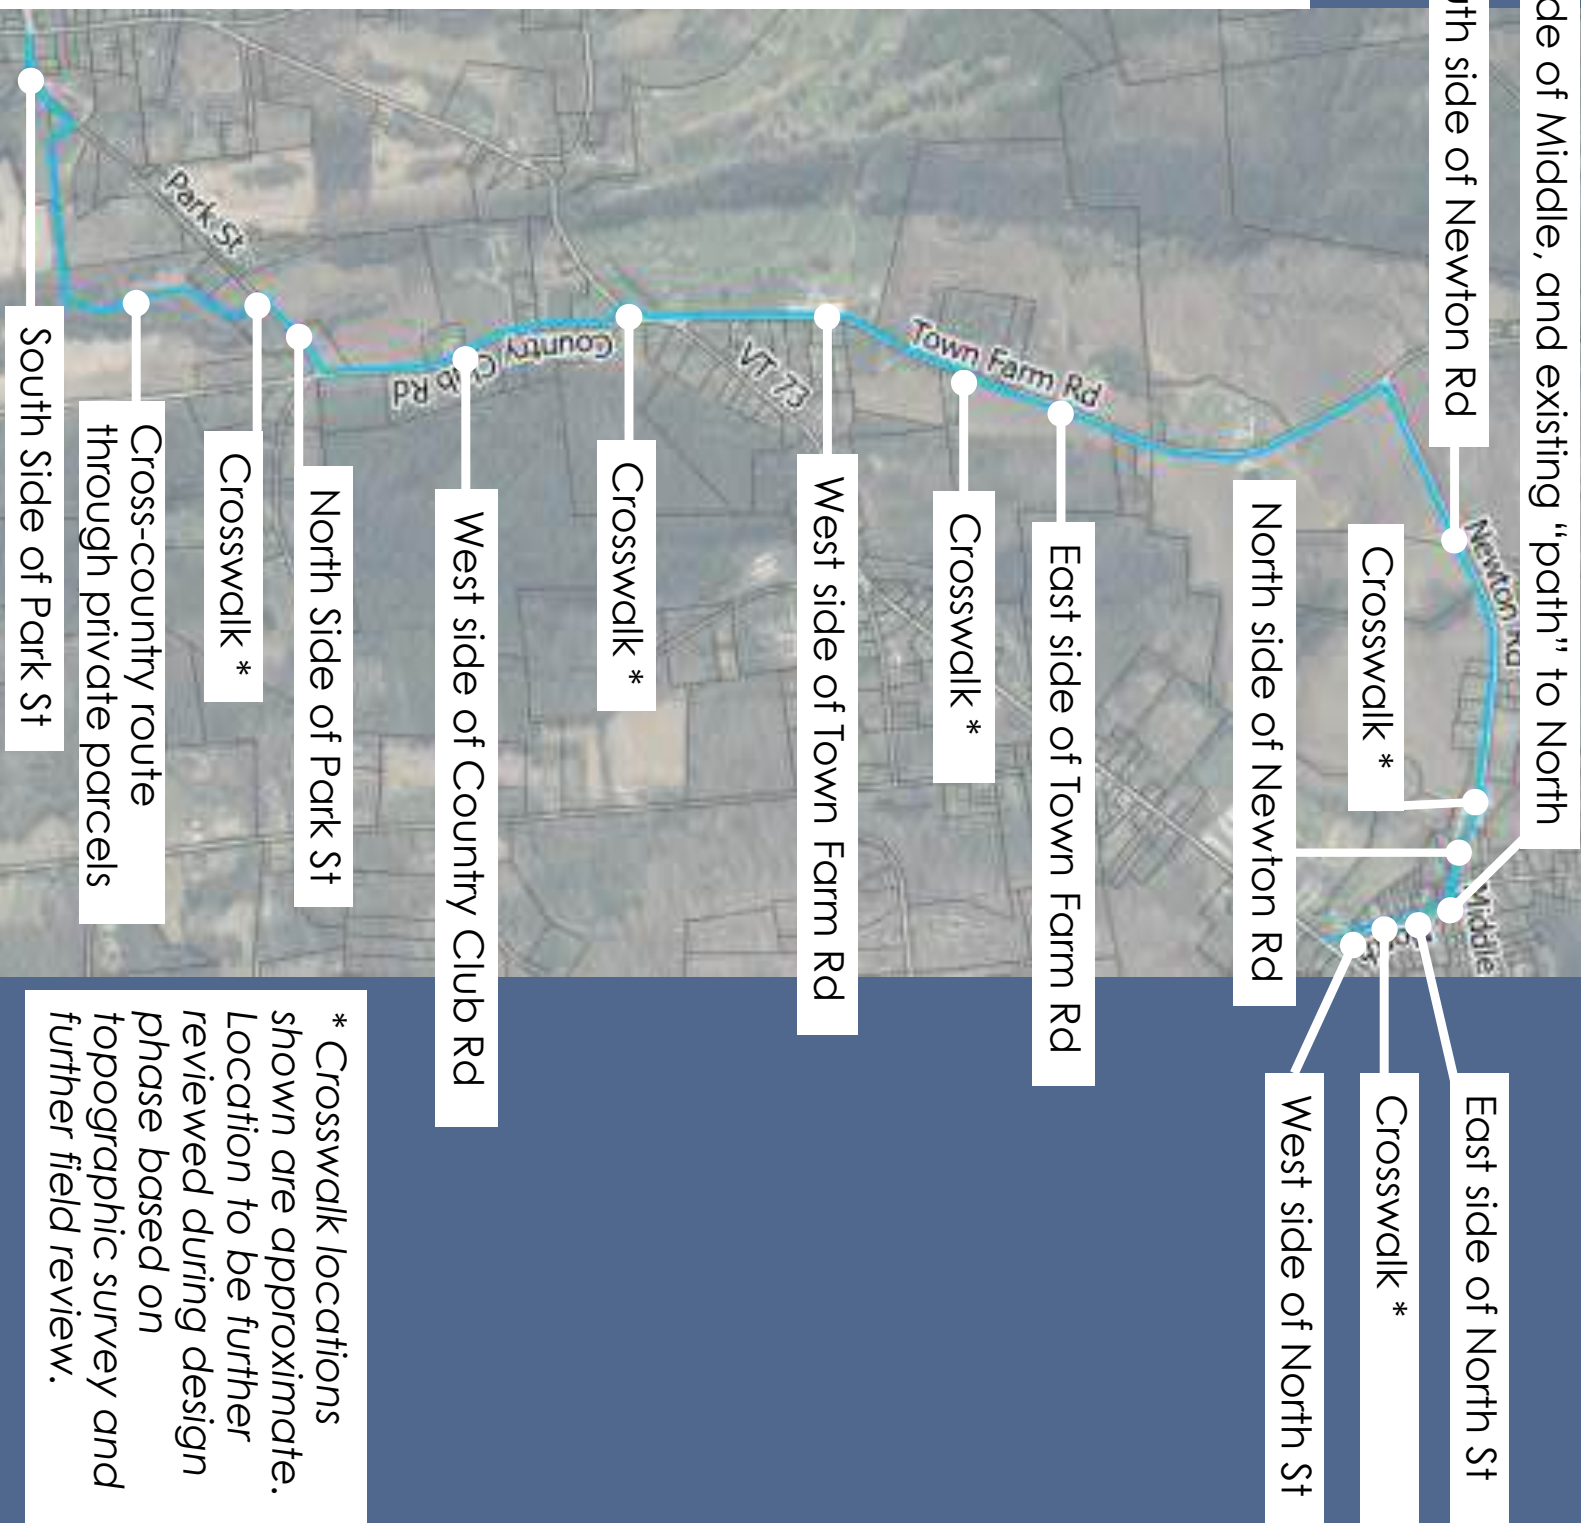 de of Middle, and existing “path” to North
th side of Newton Rd
East side of North St
Crosswalk *
West side of North St
Crosswalk *
North side of Newton Rd
East side of Town Farm Rd
Crosswalk *
West side of Town Farm Rd
Crosswalk *
West side of Country Club Rd
North Side of Park St
Crosswalk *
Cross-country route
through private parcels
South Side of Park St
Newton Rd
Middle
Town Farm Rd
VT 73
Country Club Rd
Park St
* Crosswalk locations
shown are approximate.
Location to be further
reviewed during design
phase based on
topographic survey and
further field review.